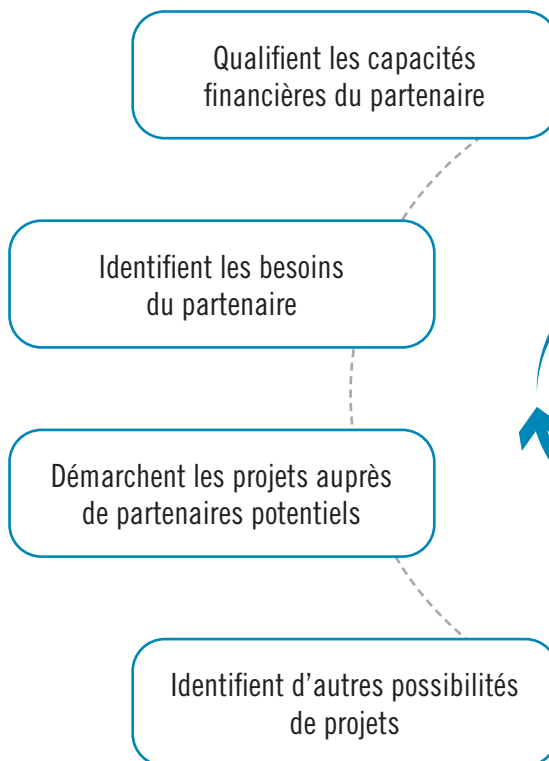 Qualifient les capacités
financières du partenaire
Identifient les besoins
du partenaire
Démarchent les projets auprès
de partenaires potentiels
Identifient d’autres possibilités
de projets